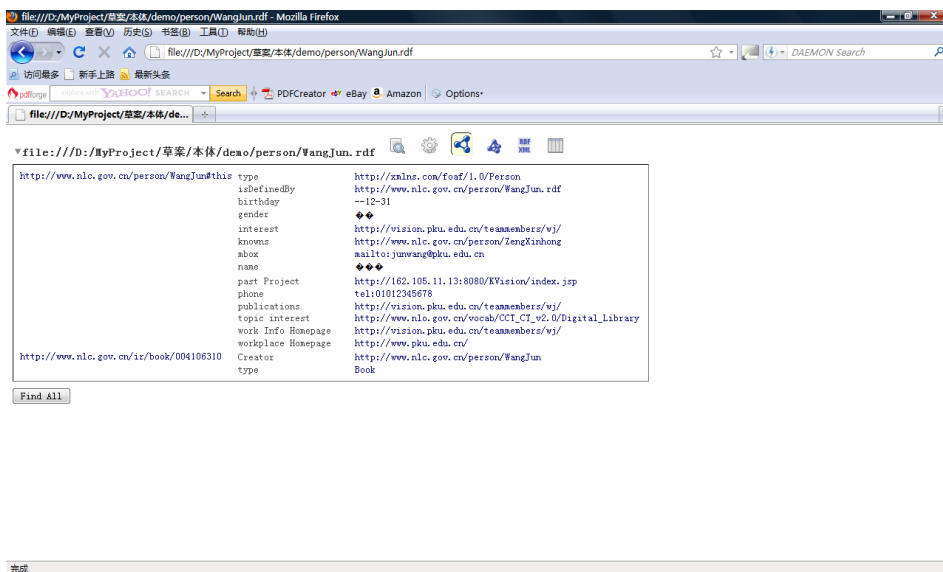 file:///D:/MyProject/草案/本体/demo/person/WangJun.rdf - Mozilla Firefox
文件(F) 编辑(E) 查看(V) 历史(S) 书签(B) 工具(T) 帮助(H)
file:///D:/MyProject/草案/本体/demo/person/WangJun.rdf DAEMON Search
访问最多 新手上路 最新头条
pdfforge explore with YAHOO! SEARCH Search PDFCreator eBay Amazon Options
file:///D:/MyProject/草案/本体/de...
file:///D:/MyProject/草案/本体/demo/person/WangJun.rdf RDF XML
http://www.nlc.gov.cn/person/WangJun#this type http://xmlns.com/foaf/1.0/Person
isDefinedBy http://www.nlc.gov.cn/person/WangJun.rdf
birthday --12-31
gender ��
interest http://vision.pku.edu.cn/teammembers/wj/
knowns http://www.nlc.gov.cn/person/ZengXinhong
mbox mailto:junwang@pku.edu.cn
name ���
past Project http://162.105.11.13:8080/KVision/index.jsp
phone tel:01012345678
publications http://vision.pku.edu.cn/teammembers/wj/
topic interest http://www.nlo.gov.cn/vocab/CCT_CT_v2.0/Digital_Library
work Info Homepage http://vision.pku.edu.cn/teammembers/wj/
workplace Homepage http://www.pku.edu.cn/
http://www.nlc.gov.cn/ir/book/004106310 Creator http://www.nlc.gov.cn/person/WangJun
type Book
Find All
完成